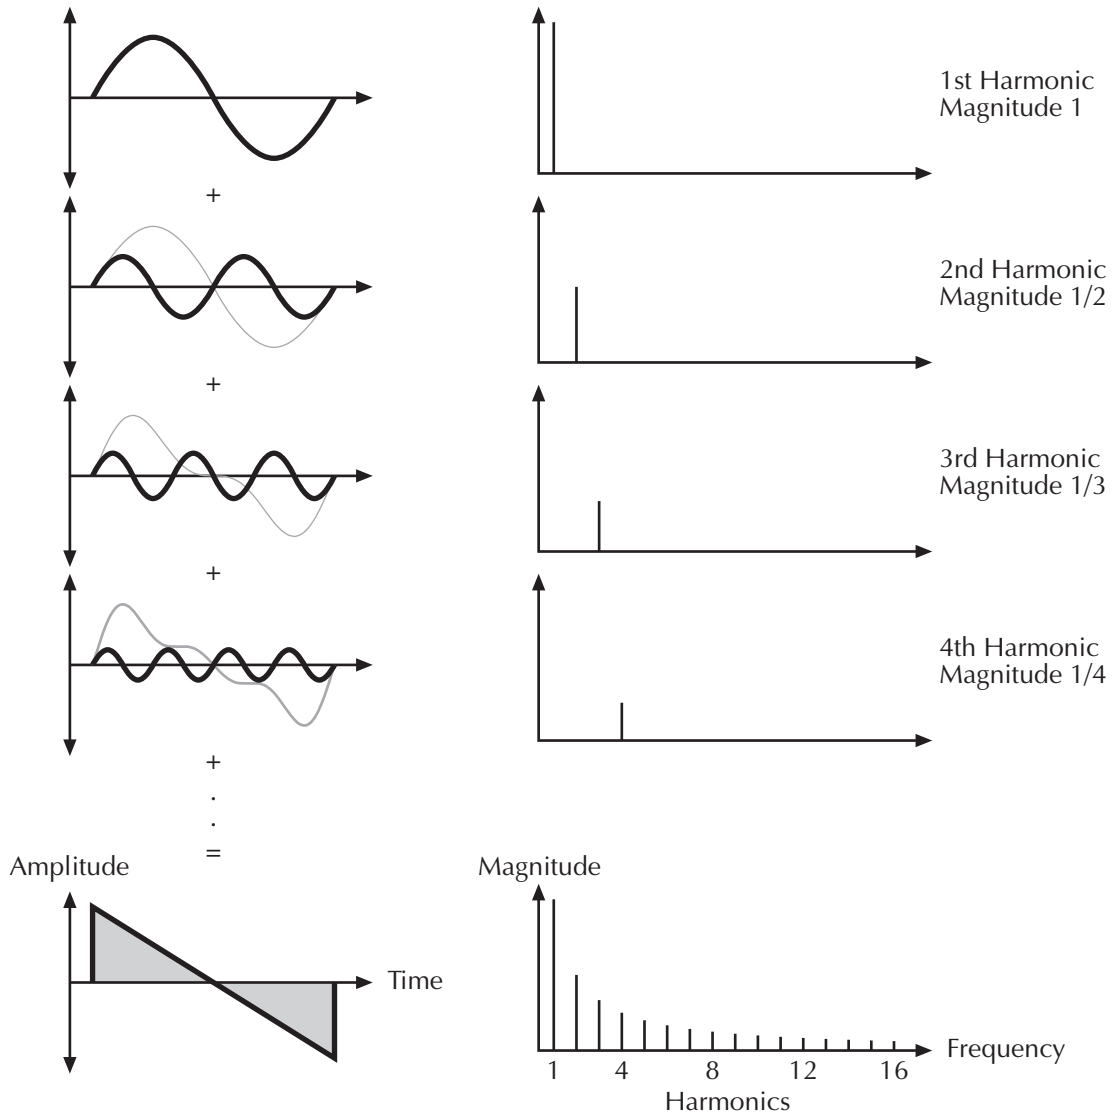 1st Harmonic
Magnitude 1
+
2nd Harmonic
Magnitude 1/2
+
3rd Harmonic
Magnitude 1/3
+
4th Harmonic
Magnitude 1/4
+
.
.
=
Amplitude
Time
Magnitude
Frequency
1 4 8 12 16
Harmonics